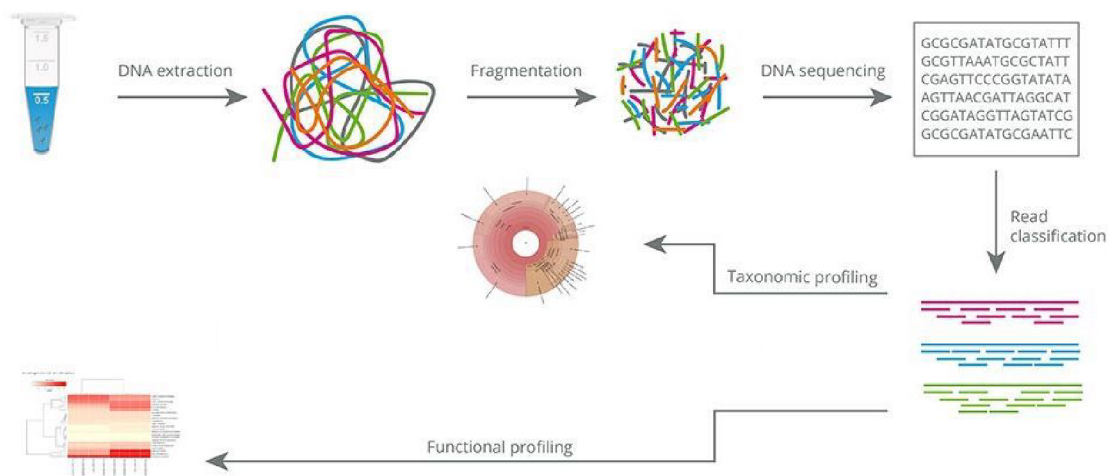 1.5
1.0
0.5
DNA extraction
Fragmentation
DNA sequencing
GCGCGATATGCGTATTT
GCGTTAAATGCGCTATT
CGAGTTCCCGGTATATA
AGTTAACGATTAGGCAT
CGGATAGGTTAGTATCG
GCGCGATATGCGAATTC
Read
classification
Taxonomic profiling
Functional profiling